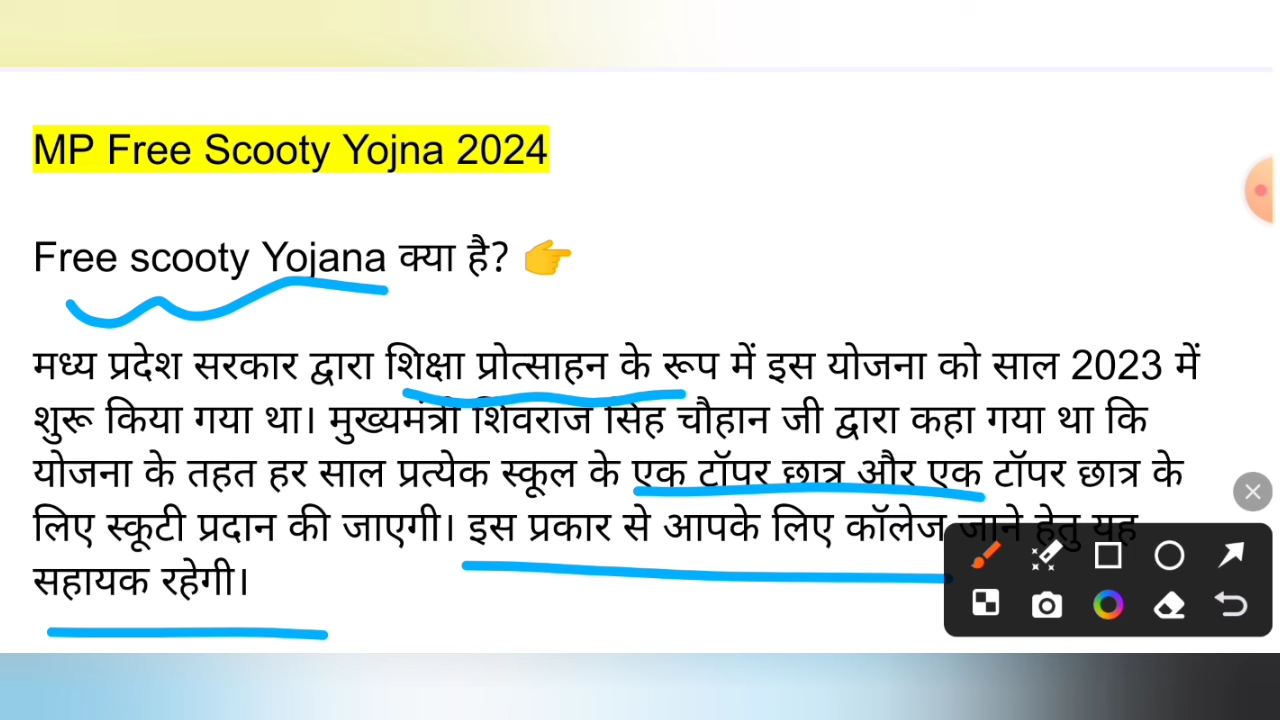 MP Free Scooty Yojna 2024
Free scooty Yojana क्या है? 👉
मध्य प्रदेश सरकार द्वारा शिक्षा प्रोत्साहन के रूप में इस योजना को साल 2023 में
शुरू किया गया था। मुख्यमंत्री शिवराज सिंह चौहान जी द्वारा कहा गया था कि
योजना के तहत हर साल प्रत्येक स्कूल के एक टॉपर छात्र और एक टॉपर छात्र के
लिए स्कूटी प्रदान की जाएगी। इस प्रकार से आपके लिए कॉलेज जाने हेतु यह
सहायक रहेगी।